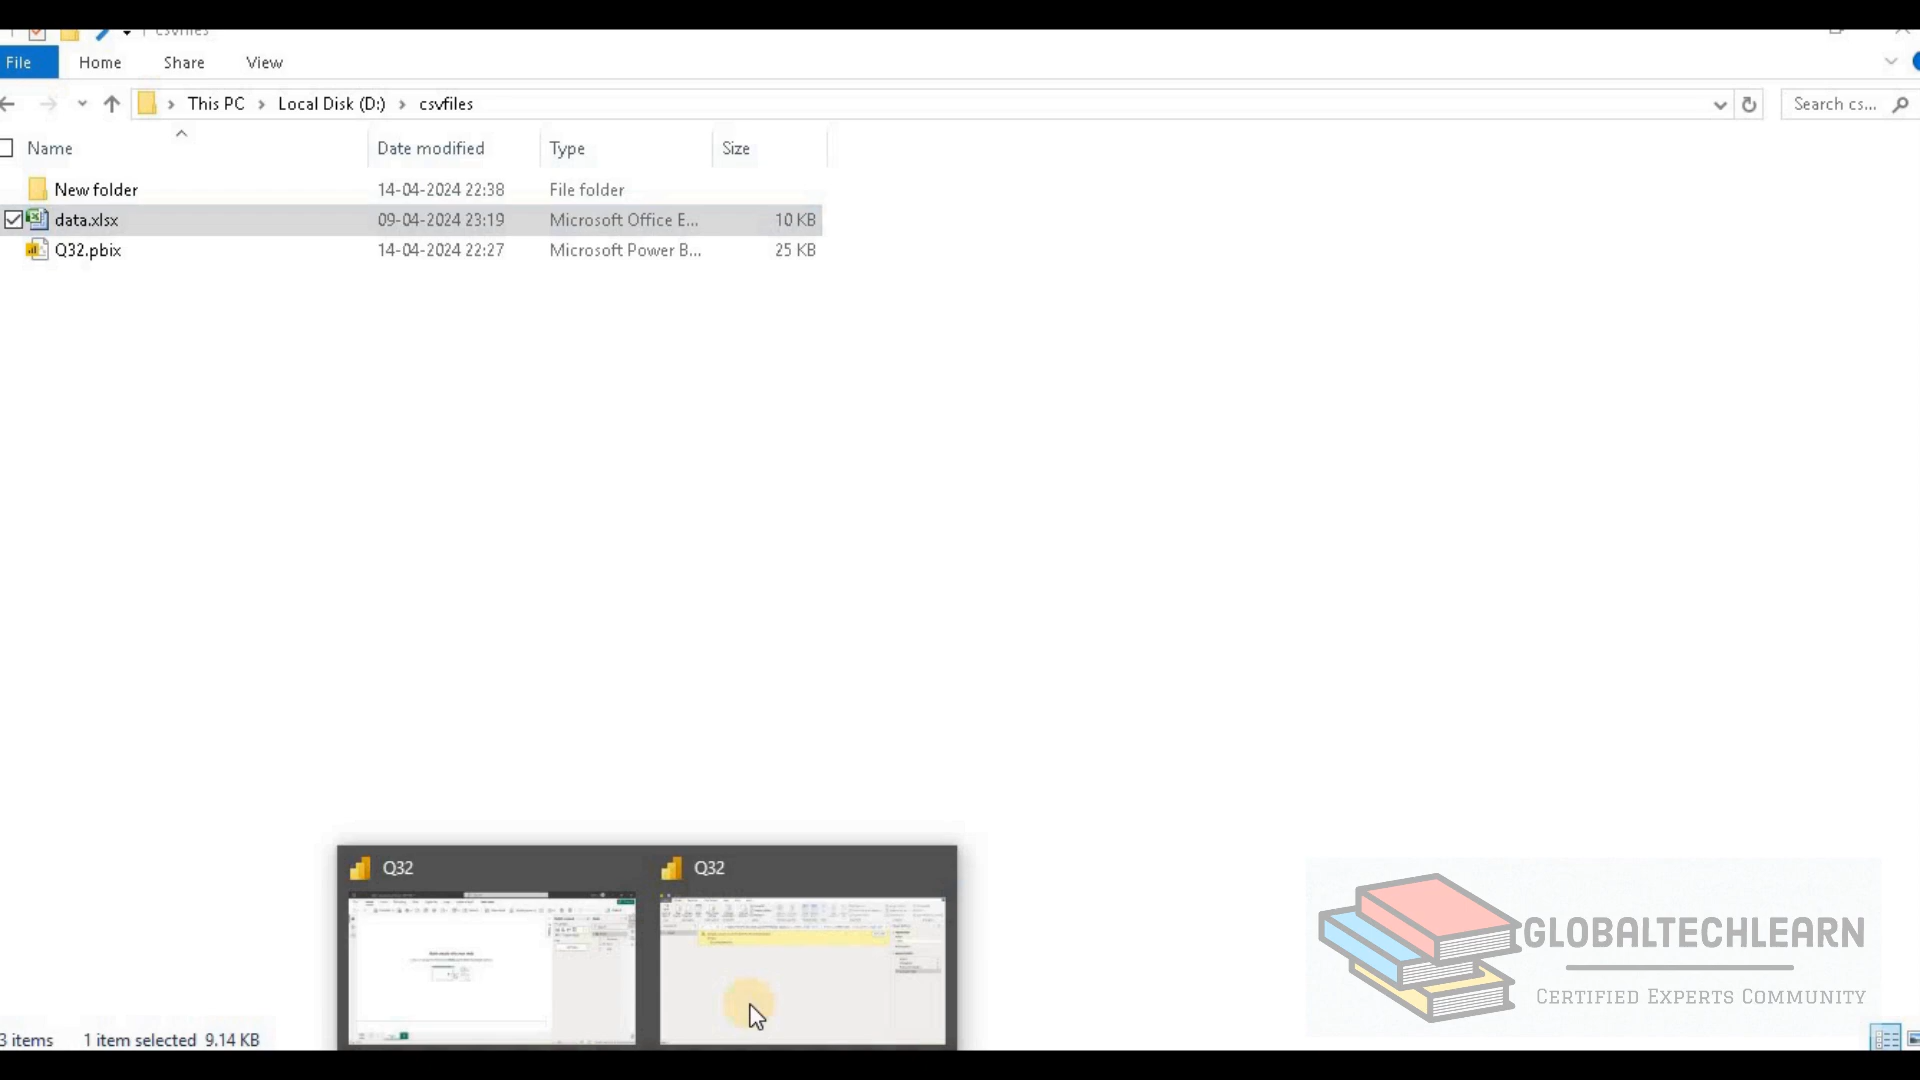 csvfiles
File Home Share View
This PC Local Disk (D:) csvfiles Search cs...
Name Date modified Type Size
New folder 14-04-2024 22:38 File folder
data.xlsx 09-04-2024 23:19 Microsoft Office E... 10 KB
Q32.pbix 14-04-2024 22:27 Microsoft Power B... 25 KB
Q32 Q32
GLOBALTECHLEARN
CERTIFIED EXPERTS COMMUNITY
3 items 1 item selected 9.14 KB